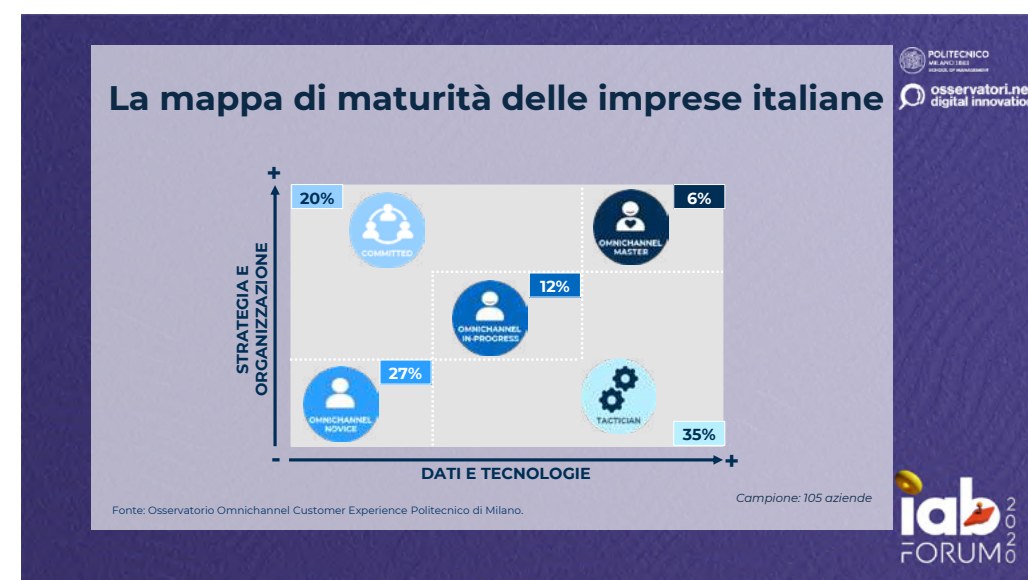 La mappa di maturità delle imprese italiane
POLITECNICO
MILANO 1863
SCHOOL OF MANAGEMENT
osservatori.ne
digital innovation
+
20%
COMMITTED
6%
OMNICHANNEL
MASTER
STRATEGIA E
ORGANIZZAZIONE
12%
OMNICHANNEL
IN-PROGRESS
27%
OMNICHANNEL
NOVICE
TACTICIAN
35%
-
+
DATI E TECNOLOGIE
Campione: 105 aziende
Fonte: Osservatorio Omnichannel Customer Experience Politecnico di Milano.
iab
FORUM
2020